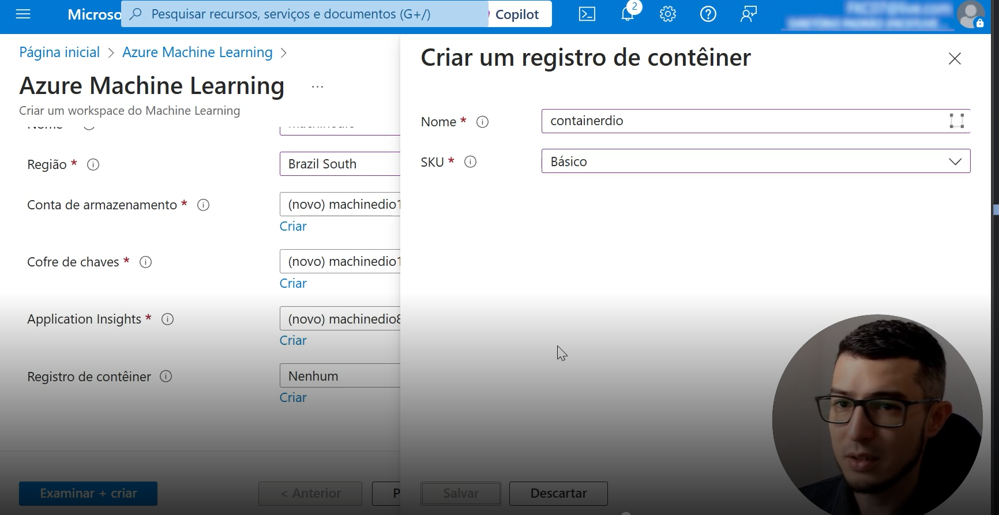 Microso
Pesquisar recursos, serviços e documentos (G+/)
Copilot
2
Página inicial
Azure Machine Learning
Azure Machine Learning
...
Criar um workspace do Machine Learning
Região *
Brazil South
Conta de armazenamento *
(novo) machinedio1
Criar
Cofre de chaves *
(novo) machinedio1
Criar
Application Insights *
(novo) machinedio8
Criar
Registro de contêiner
Nenhum
Criar
Examinar + criar
< Anterior
P
Criar um registro de contêiner
Nome *
containerdio
SKU *
Básico
Salvar
Descartar